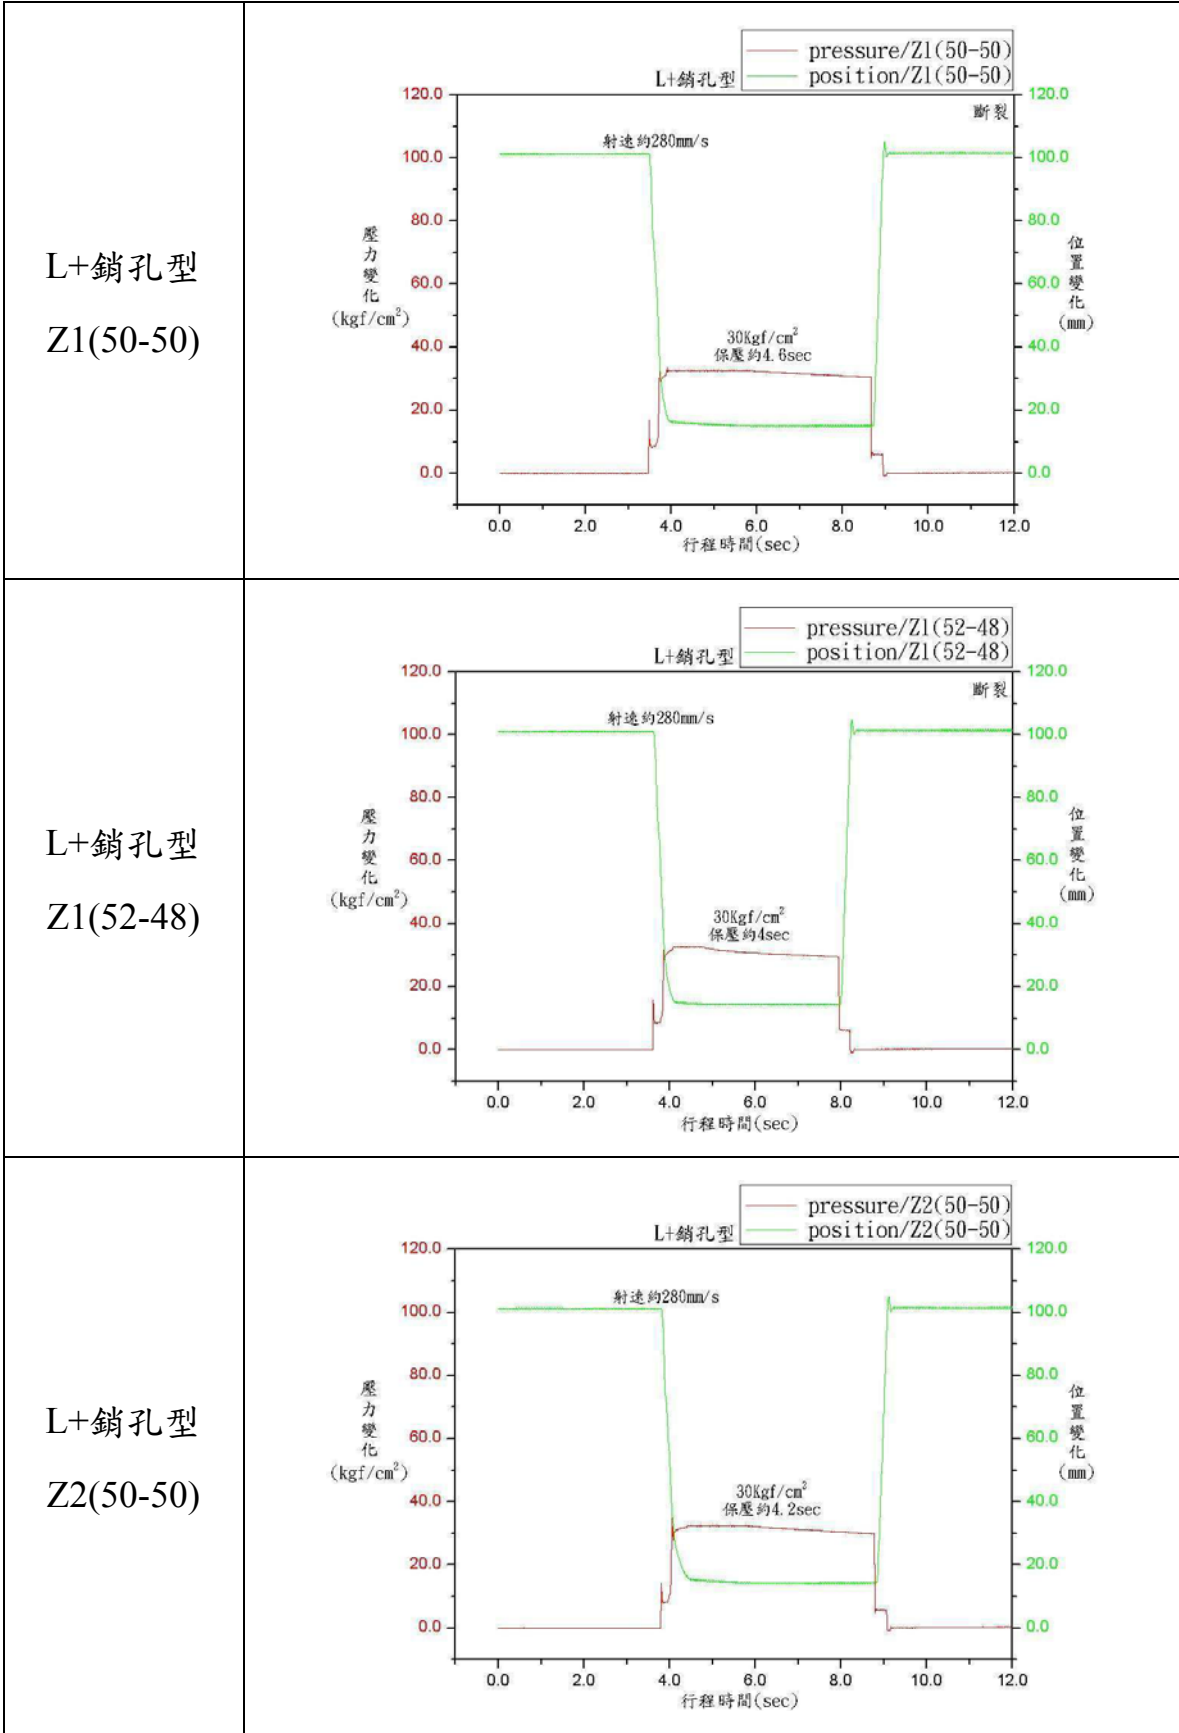 L+銷孔型
Z1(50-50)
pressure/Z1(50-50)
position/Z1(50-50)
L+銷孔型
斷裂
射速約280mm/s
30Kgf/cm²
保壓約4.6sec
壓力變化
(kgf/cm²)
120.0
100.0
80.0
60.0
40.0
20.0
0.0
位置變化
(mm)
120.0
100.0
80.0
60.0
40.0
20.0
0.0
0.0 2.0 4.0 6.0 8.0 10.0 12.0
行程時間(sec)
L+銷孔型
Z1(52-48)
pressure/Z1(52-48)
position/Z1(52-48)
L+銷孔型
斷裂
射速約280mm/s
30Kgf/cm²
保壓約4sec
壓力變化
(kgf/cm²)
120.0
100.0
80.0
60.0
40.0
20.0
0.0
位置變化
(mm)
120.0
100.0
80.0
60.0
40.0
20.0
0.0
0.0 2.0 4.0 6.0 8.0 10.0 12.0
行程時間(sec)
L+銷孔型
Z2(50-50)
pressure/Z2(50-50)
position/Z2(50-50)
L+銷孔型
射速約280mm/s
30Kgf/cm²
保壓約4.2sec
壓力變化
(kgf/cm²)
120.0
100.0
80.0
60.0
40.0
20.0
0.0
位置變化
(mm)
120.0
100.0
80.0
60.0
40.0
20.0
0.0
0.0 2.0 4.0 6.0 8.0 10.0 12.0
行程時間(sec)